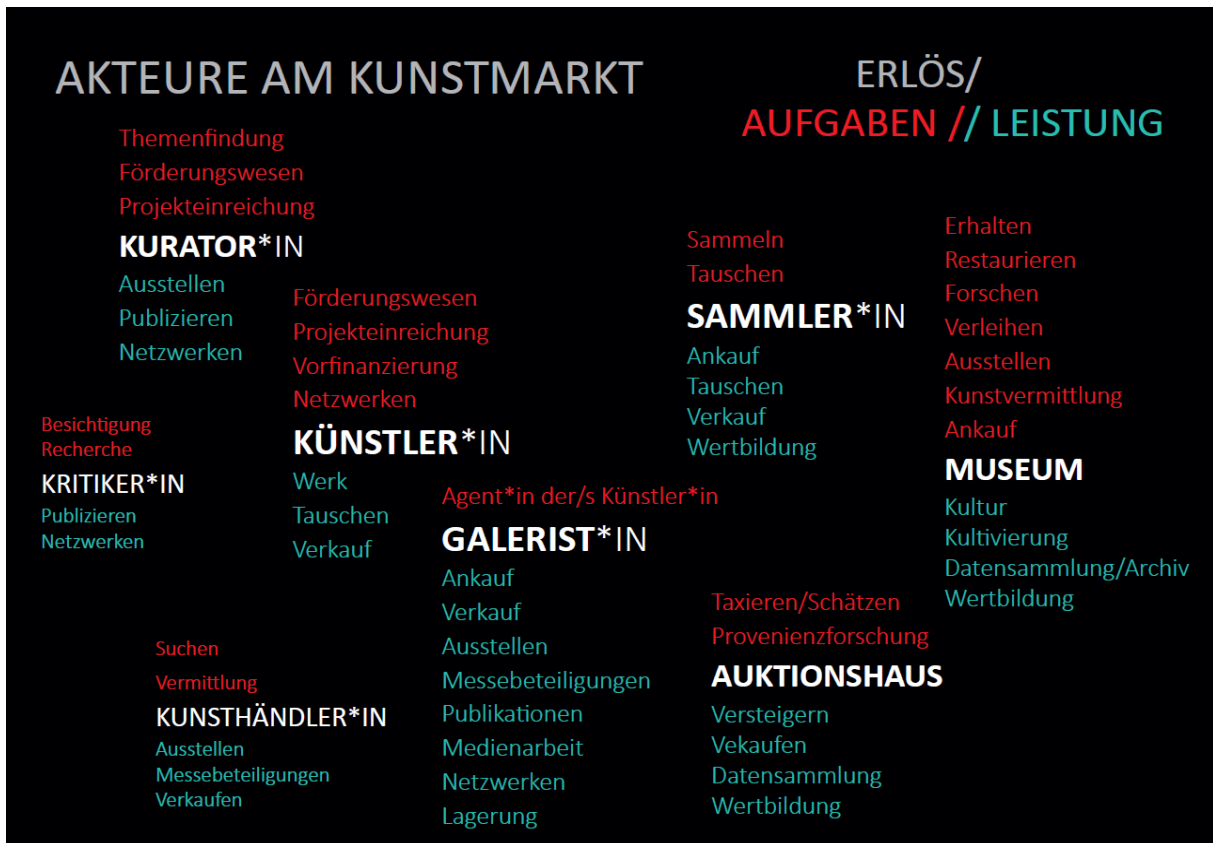 AKTEURE AM KUNSTMARKT
ERLÖS/
AUFGABEN // LEISTUNG
Themenfindung
Förderungswesen
Projekteinreichung
KURATOR*IN
Ausstellen
Publizieren
Netzwerken
Förderungswesen
Projekteinreichung
Vorfinanzierung
Netzwerken
KÜNSTLER*IN
Werk
Tauschen
Verkauf
Besichtigung
Recherche
KRITIKER*IN
Publizieren
Netzwerken
Agent*in der/s Künstler*in
GALERIST*IN
Ankauf
Verkauf
Ausstellen
Messebeteiligungen
Publikationen
Medienarbeit
Netzwerken
Lagerung
Suchen
Vermittlung
KUNSTHÄNDLER*IN
Ausstellen
Messebeteiligungen
Verkaufen
Sammeln
Tauschen
SAMMLER*IN
Ankauf
Tauschen
Verkauf
Wertbildung
Erhalten
Restaurieren
Forschen
Verleihen
Ausstellen
Kunstvermittlung
Ankauf
MUSEUM
Kultur
Kultivierung
Datensammlung/Archiv
Wertbildung
Taxieren/Schätzen
Provenienzforschung
AUKTIONSHAUS
Versteigern
Vekaufen
Datensammlung
Wertbildung